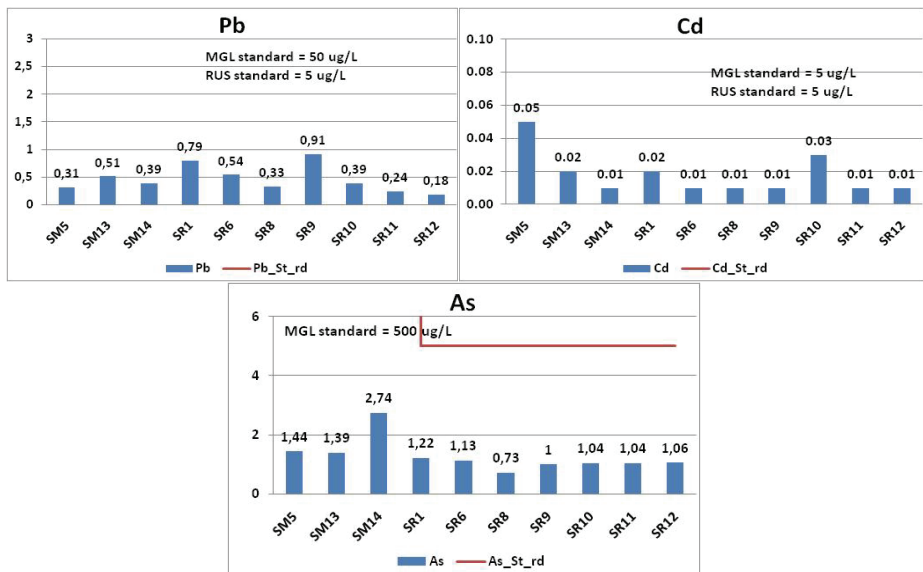 Pb
MGL standard = 50 ug/L
RUS standard = 5 ug/L
3
2,5
2
1,5
1
0,5
0
0,31
0,51
0,39
0,79
0,54
0,33
0,91
0,39
0,24
0,18
SM5
SM13
SM14
SR1
SR6
SR8
SR9
SR10
SR11
SR12
Pb Pb_St_rd
Cd
MGL standard = 5 ug/L
RUS standard = 5 ug/L
0.10
0.08
0.06
0.04
0.02
0.00
0.05
0.02
0.01
0.02
0.01
0.01
0.01
0.03
0.01
0.01
SM5
SM13
SM14
SR1
SR6
SR8
SR9
SR10
SR11
SR12
Cd Cd_St_rd
As
MGL standard = 500 ug/L
6
4
2
0
1,44
1,39
2,74
1,22
1,13
0,73
1
1,04
1,04
1,06
SM5
SM13
SM14
SR1
SR6
SR8
SR9
SR10
SR11
SR12
As As_St_rd